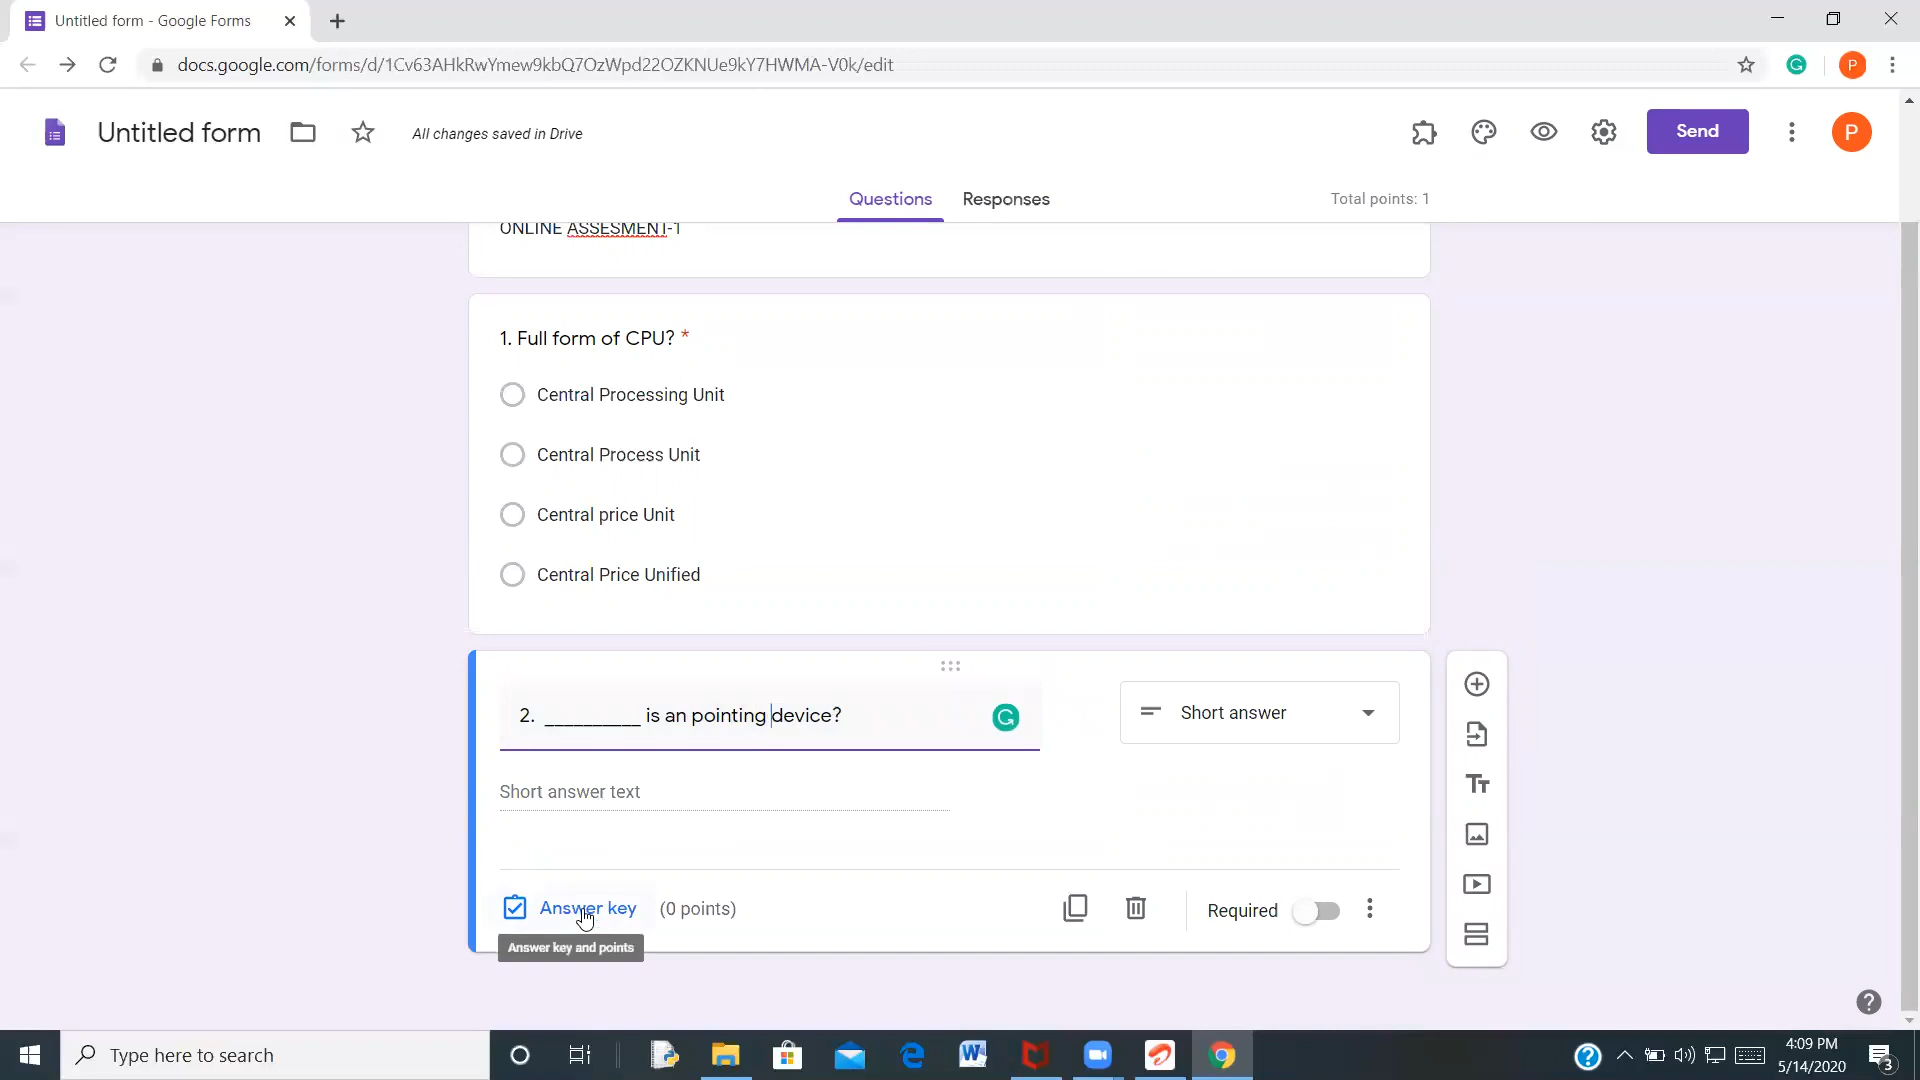 Untitled form - Google Forms
docs.google.com/forms/d/1Cv63AHkRwYmew9kbQ7OzWpd22OZKNUe9kY7HWMA-V0k/edit
P
Untitled form
All changes saved in Drive
Send
P
Questions
Responses
Total points: 1
ONLINE ASSESMENT-1
1. Full form of CPU? *
Central Processing Unit
Central Process Unit
Central price Unit
Central Price Unified
2. __________ is an pointing device?
Short answer
Short answer text
Answer key (0 points)
Required
Answer key and points
Type here to search
4:09 PM
5/14/2020
3